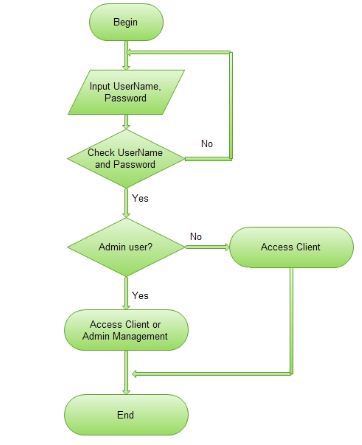 Begin
Input UserName,
Password
Check UserName
and Password
No
Yes
Admin user?
No
Access Client
Yes
Access Client or
Admin Management
End